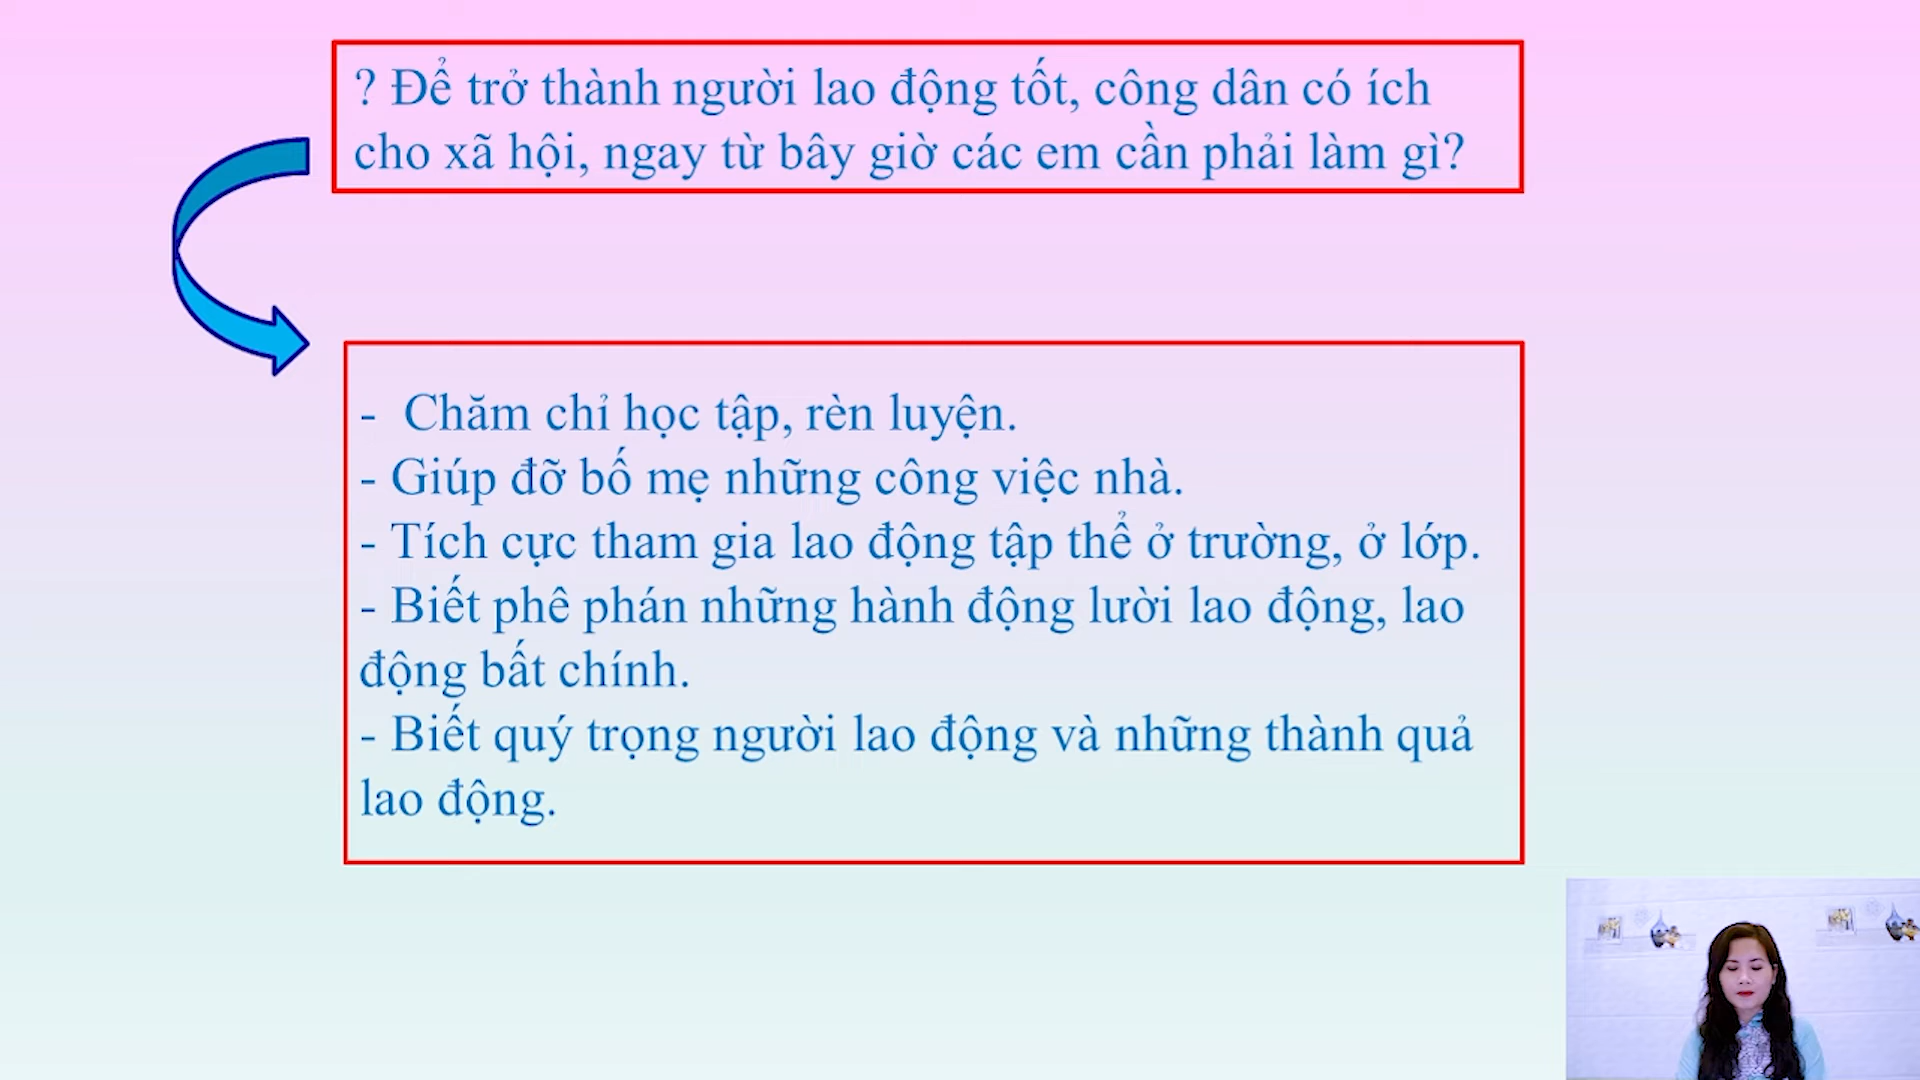 ? Để trở thành người lao động tốt, công dân có ích
cho xã hội, ngay từ bây giờ các em cần phải làm gì?
- Chăm chỉ học tập, rèn luyện.
- Giúp đỡ bố mẹ những công việc nhà.
- Tích cực tham gia lao động tập thể ở trường, ở lớp.
- Biết phê phán những hành động lười lao động, lao
động bất chính.
- Biết quý trọng người lao động và những thành quả
lao động.